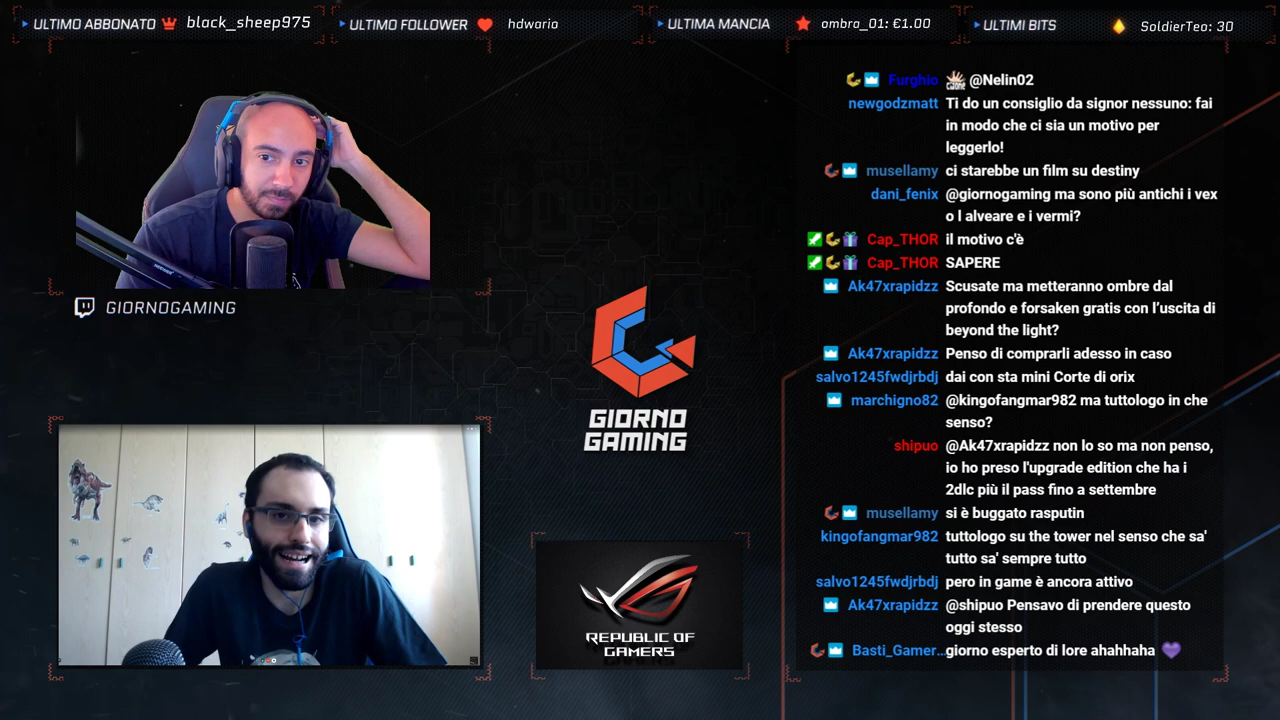 ULTIMO ABBONATO black_sheep975
ULTIMO FOLLOWER hdwario
ULTIMA MANCIA ombra_01: €1.00
ULTIMI BITS SoldierTea: 30
GIORNOGAMING
GIORNO
GAMING
REPUBLIC OF
GAMERS
Furghio @Nelin02
newgodzmatt Ti do un consiglio da signor nessuno: fai
in modo che ci sia un motivo per
leggerlo!
musellamy ci starebbe un film su destiny
dani_fenix @giornogaming ma sono più antichi i vex
o l alveare e i vermi?
Cap_THOR il motivo c'è
Cap_THOR SAPERE
Ak47xrapidzz Scusate ma metteranno ombre dal
profondo e forsaken gratis con l'uscita di
beyond the light?
Ak47xrapidzz Penso di comprarli adesso in caso
salvo1245fwdjrbdj dai con sta mini Corte di orix
marchigno82 @kingofangmar982 ma tuttologo in che
senso?
shipuo @Ak47xrapidzz non lo so ma non penso,
io ho preso l'upgrade edition che ha i
2dlc più il pass fino a settembre
musellamy si è buggato rasputin
kingofangmar982 tuttologo su the tower nel senso che sa'
tutto sa' sempre tutto
salvo1245fwdjrbdj pero in game è ancora attivo
Ak47xrapidzz @shipuo Pensavo di prendere questo
oggi stesso
Basti_Gamer... giorno esperto di lore ahahhaha